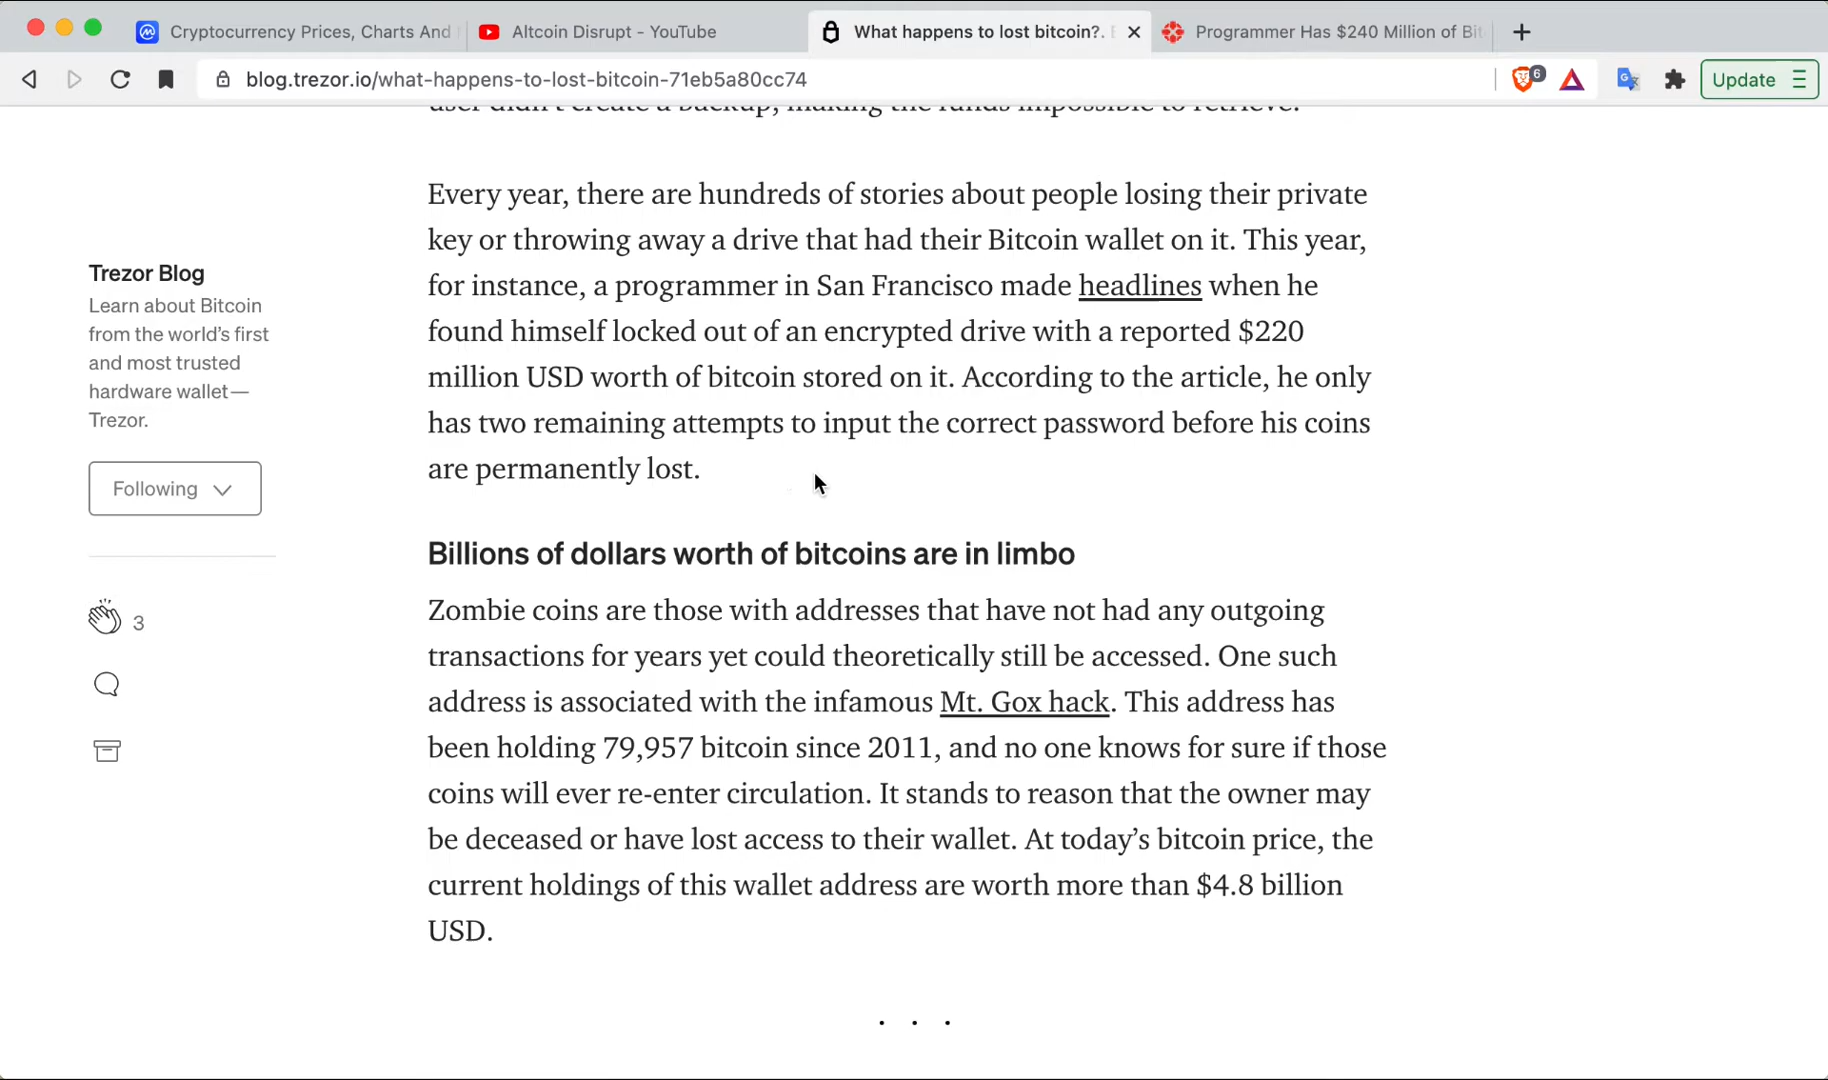 Cryptocurrency Prices, Charts And
Altcoin Disrupt - YouTube
What happens to lost bitcoin?.
Programmer Has $240 Million of Bit
blog.trezor.io/what-happens-to-lost-bitcoin-71eb5a80cc74
6
Update
user didn't create a backup, making the funds impossible to retrieve.
Every year, there are hundreds of stories about people losing their private
key or throwing away a drive that had their Bitcoin wallet on it. This year,
for instance, a programmer in San Francisco made headlines when he
found himself locked out of an encrypted drive with a reported $220
million USD worth of bitcoin stored on it. According to the article, he only
has two remaining attempts to input the correct password before his coins
are permanently lost.
Trezor Blog
Learn about Bitcoin
from the world's first
and most trusted
hardware wallet—
Trezor.
Following
3
Billions of dollars worth of bitcoins are in limbo
Zombie coins are those with addresses that have not had any outgoing
transactions for years yet could theoretically still be accessed. One such
address is associated with the infamous Mt. Gox hack. This address has
been holding 79,957 bitcoin since 2011, and no one knows for sure if those
coins will ever re-enter circulation. It stands to reason that the owner may
be deceased or have lost access to their wallet. At today's bitcoin price, the
current holdings of this wallet address are worth more than $4.8 billion
USD.
. . .